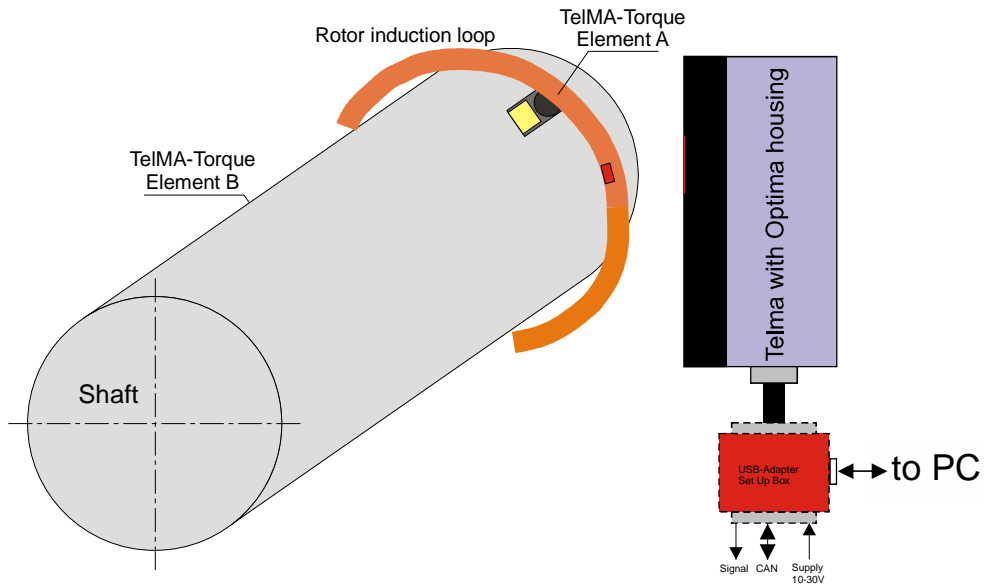 Rotor induction loop
TelMA-Torque
Element A
TelMA-Torque
Element B
Shaft
Telma with Optima housing
USB-Adapter
Set Up Box
to PC
Signal
CAN
Supply
10-30V